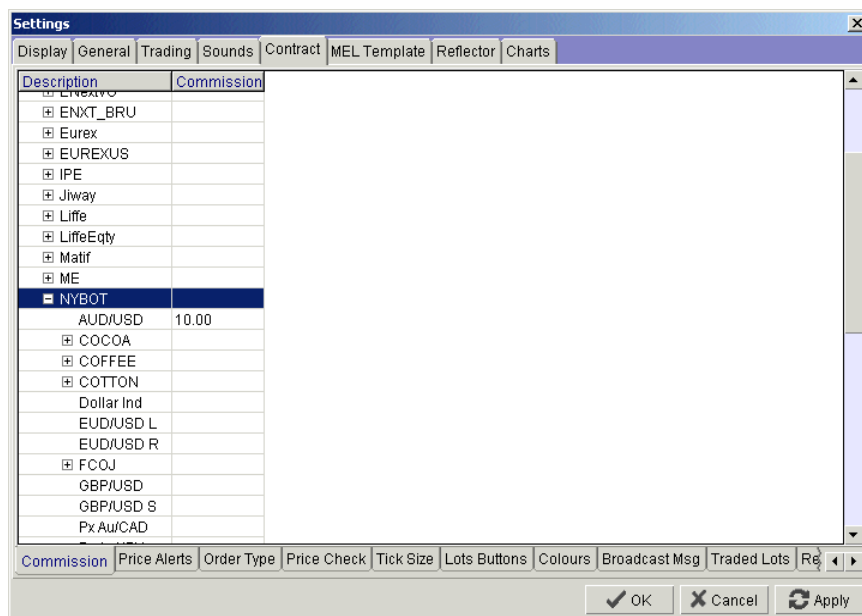 Settings
Display General Trading Sounds Contract MEL Template Reflector Charts
Description Commission
ENXT_BRU
Eurex
EUREXUS
IPE
Jiway
Liffe
LiffeEqty
Matif
ME
NYBOT
AUD/USD 10.00
COCOA
COFFEE
COTTON
Dollar Ind
EUD/USD L
EUD/USD R
FCOJ
GBP/USD
GBP/USD S
Px Au/CAD
Commission Price Alerts Order Type Price Check Tick Size Lots Buttons Colours Broadcast Msg Traded Lots
OK Cancel Apply